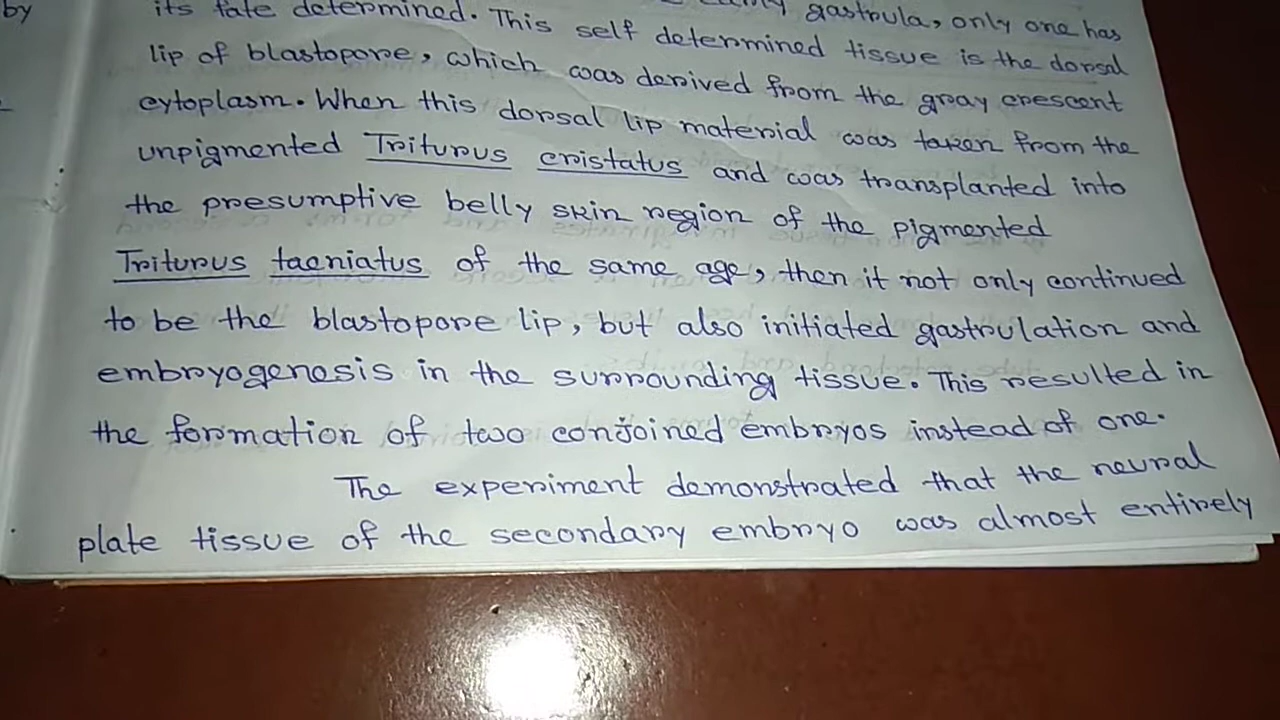 by
gastrula, only one has
its fate determined. This self determined tissue is the dorsal
lip of blastopore, which was derived from the gray crescent
cytoplasm. When this dorsal lip material was taken from the
unpigmented Triturus cristatus and was transplanted into
the presumptive belly skin region of the pigmented
Triturus taeniatus of the same age, then it not only continued
to be the blastopore lip, but also initiated gastrulation and
embryogenesis in the surrounding tissue. This resulted in
the formation of two conjoined embryos instead of one.
The experiment demonstrated that the neural
plate tissue of the secondary embryo was almost entirely